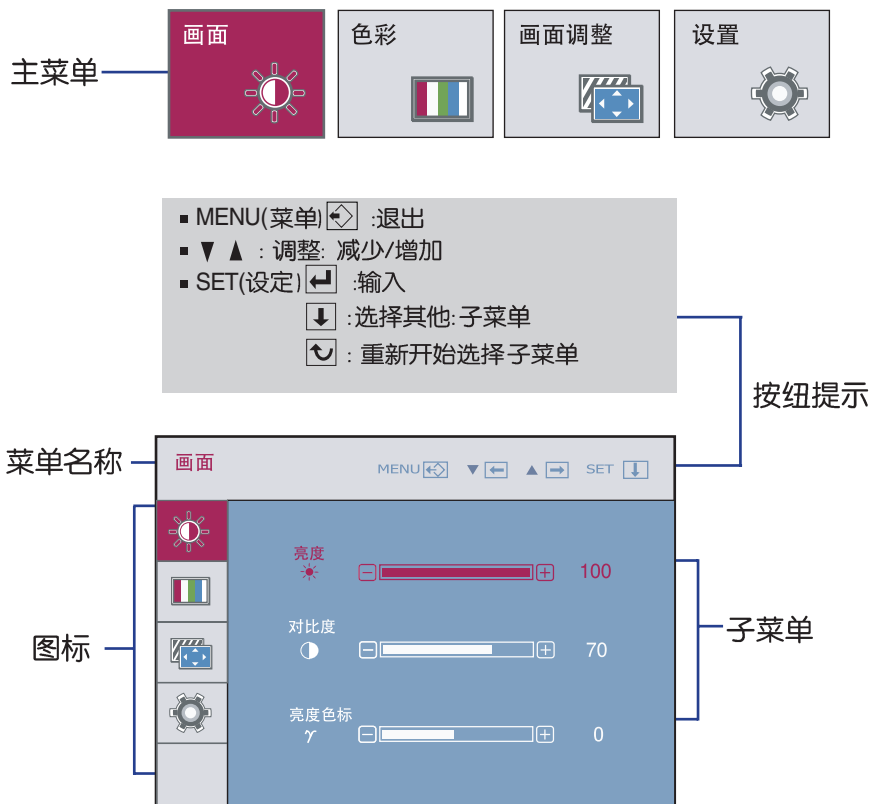 画面 色彩 画面调整 设置
主菜单
▪ MENU(菜单) :退出
▪ ▼ ▲ : 调整: 减少/增加
▪ SET(设定) :输入
:选择其他:子菜单
: 重新开始选择子菜单
按钮提示
菜单名称
画面 MENU ▼ ▲ SET
亮度
100
图标
对比度
70
子菜单
亮度色标
γ 0